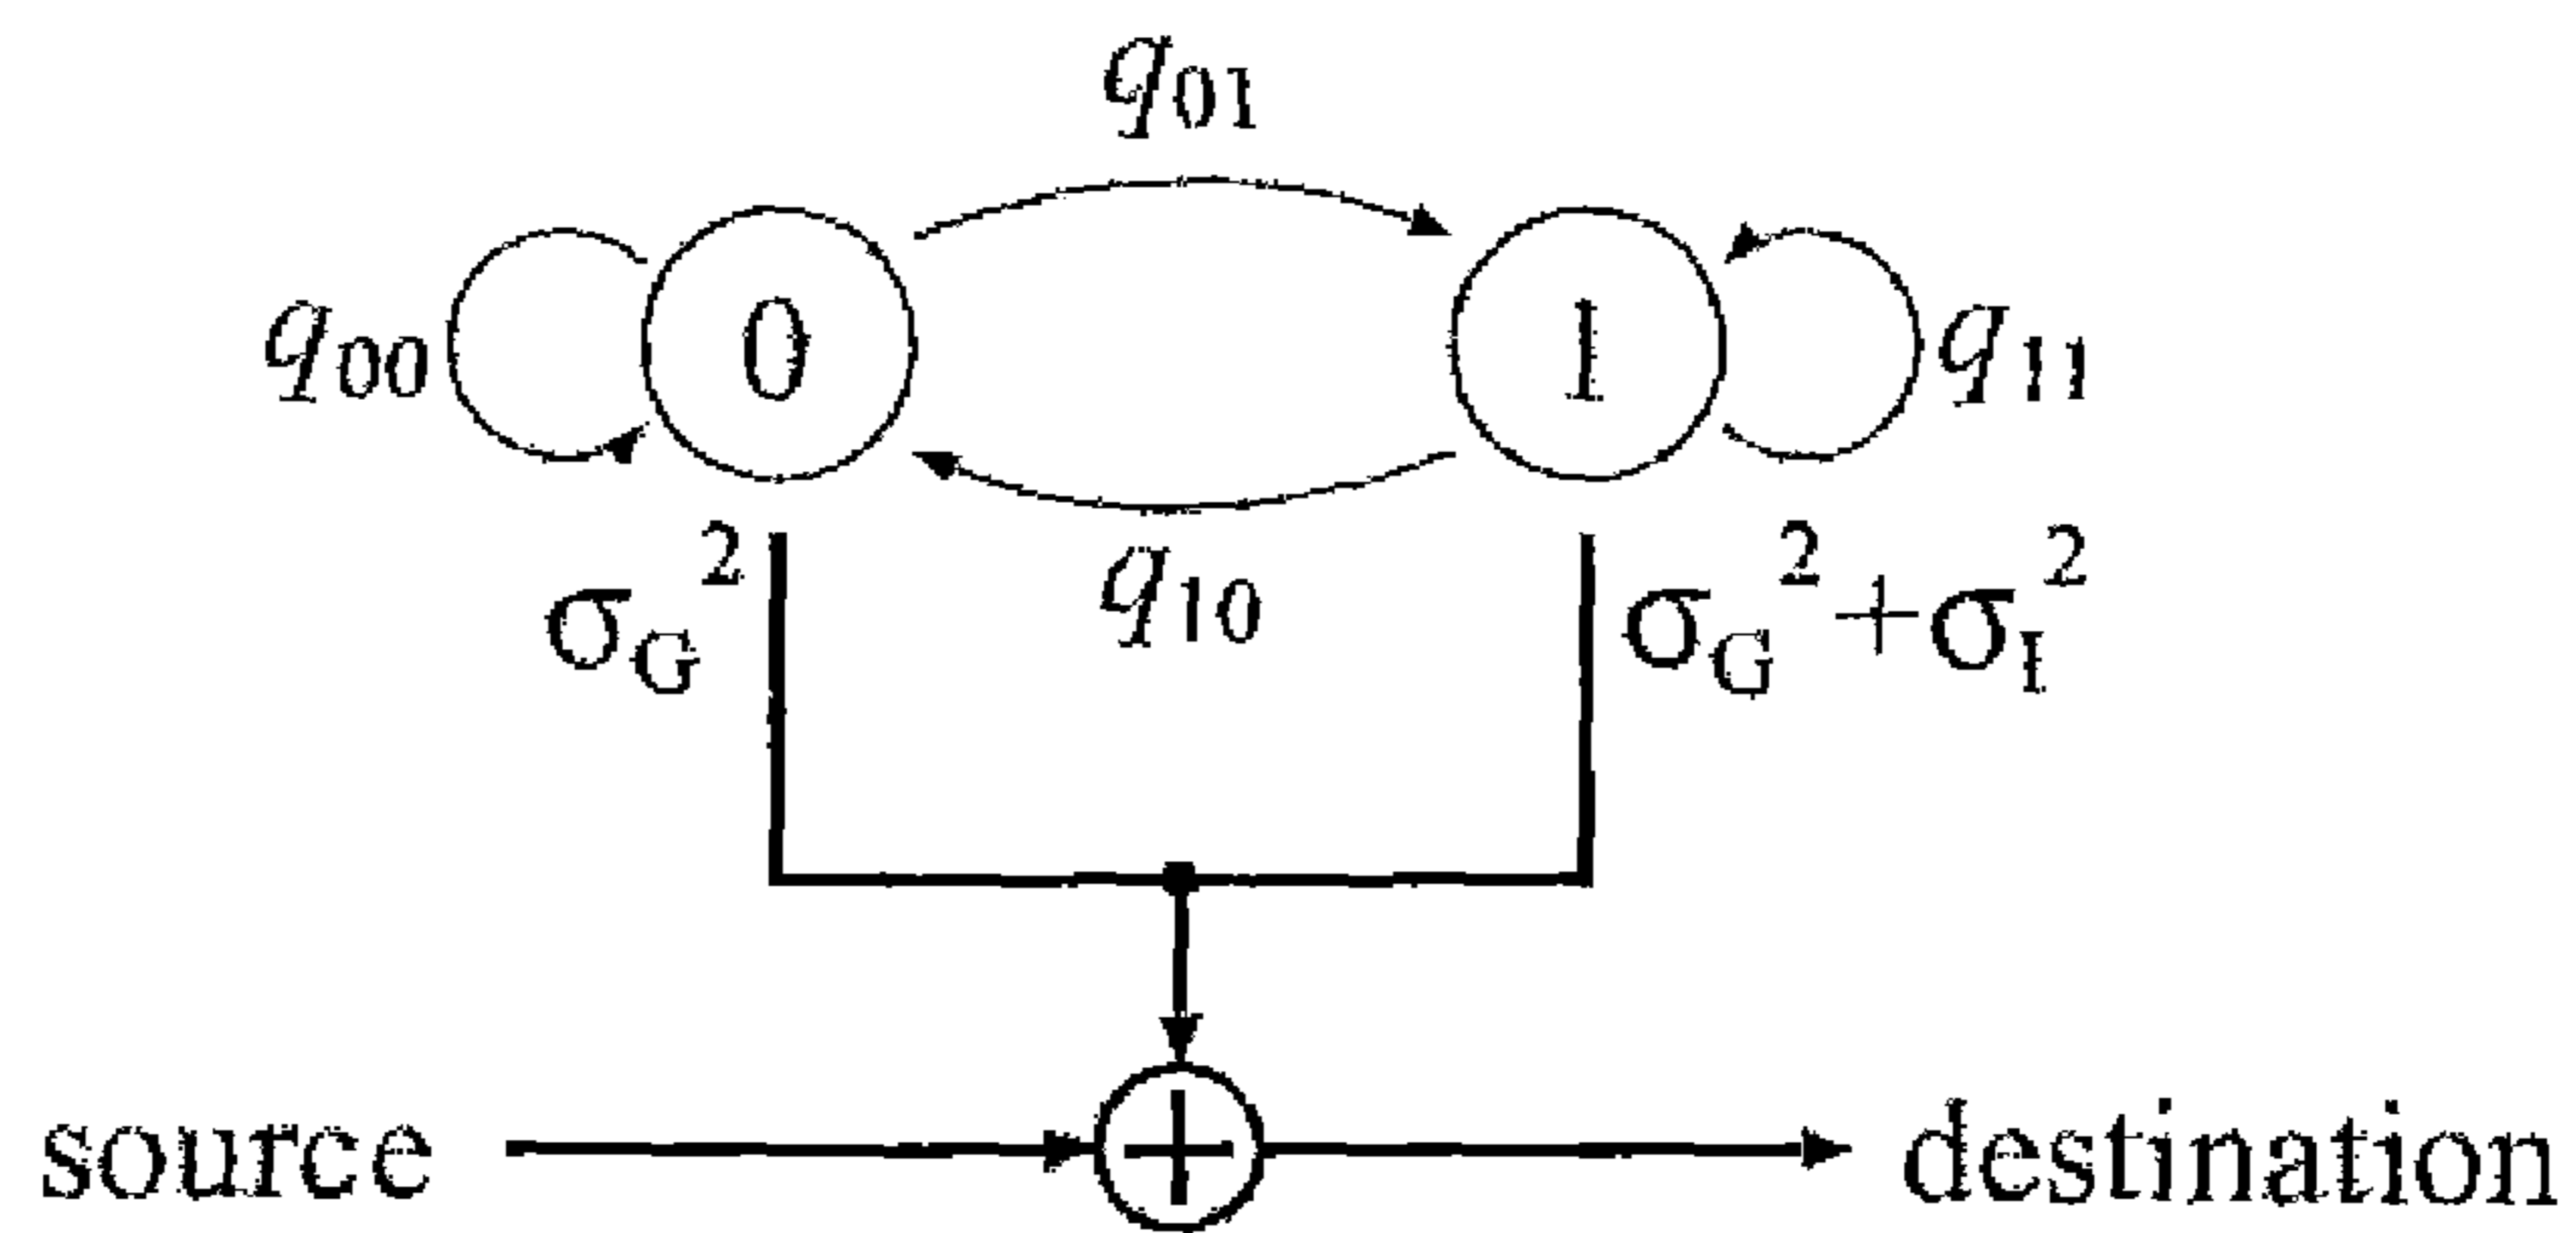 q01
q00 0 1 q11
q10
σG² σG²+σI²
source + destination